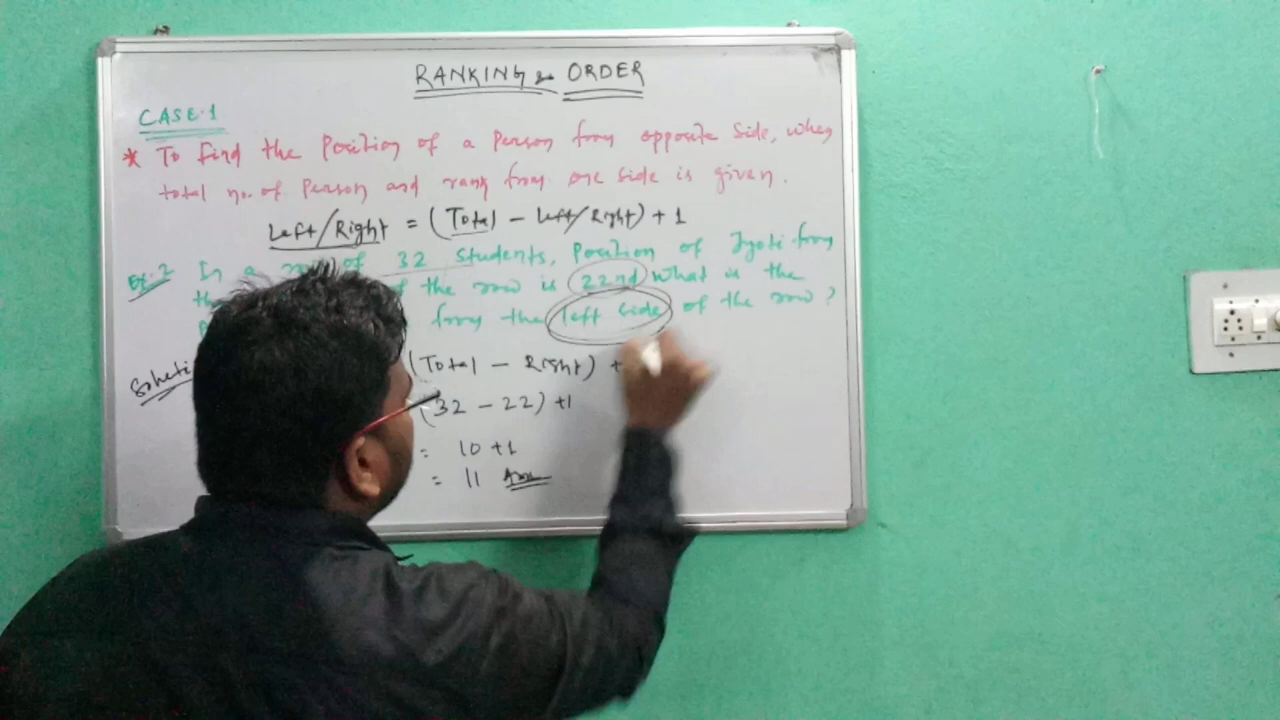 RANKING & ORDER
CASE-1
* To find the Position of a Person from opposite side, when
total no. of Person and rank from one side is given.
Left/Right = (Total - Left/Right) + 1
Ex-2 In a row of 32 students, Position of Jyoti from
the of the row is 22nd what is the
from the left side of the row ?
(Total - Right) +
(32 - 22) +1
= 10 +1
= 11 Ans